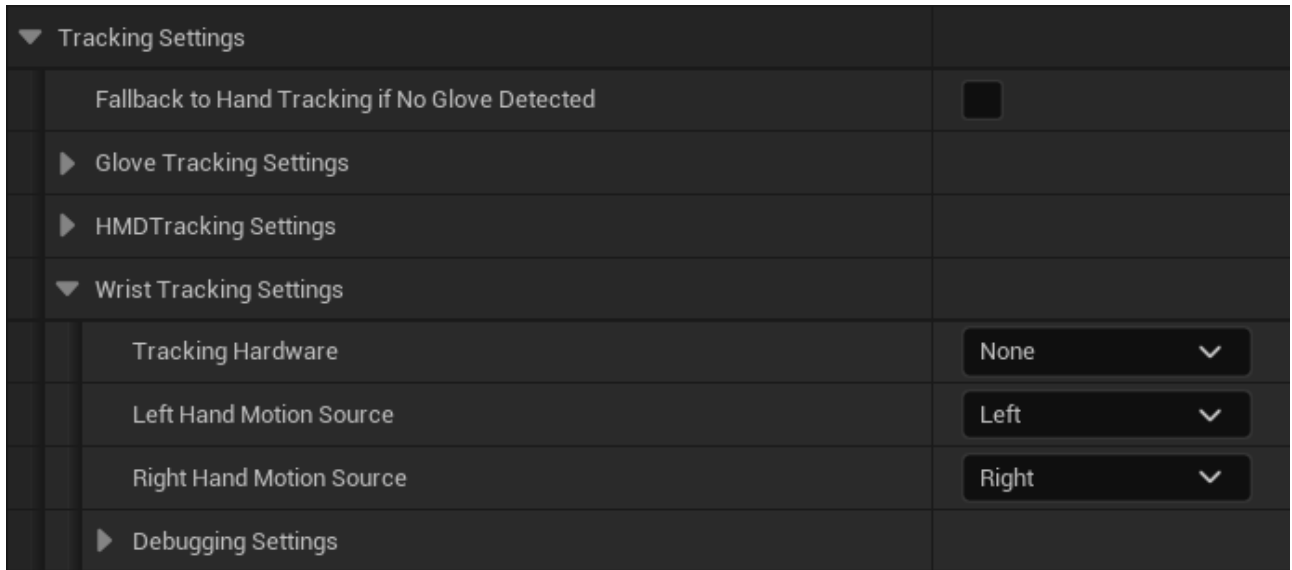 Tracking Settings
Fallback to Hand Tracking if No Glove Detected
Glove Tracking Settings
HMDTracking Settings
Wrist Tracking Settings
Tracking Hardware None
Left Hand Motion Source Left
Right Hand Motion Source Right
Debugging Settings